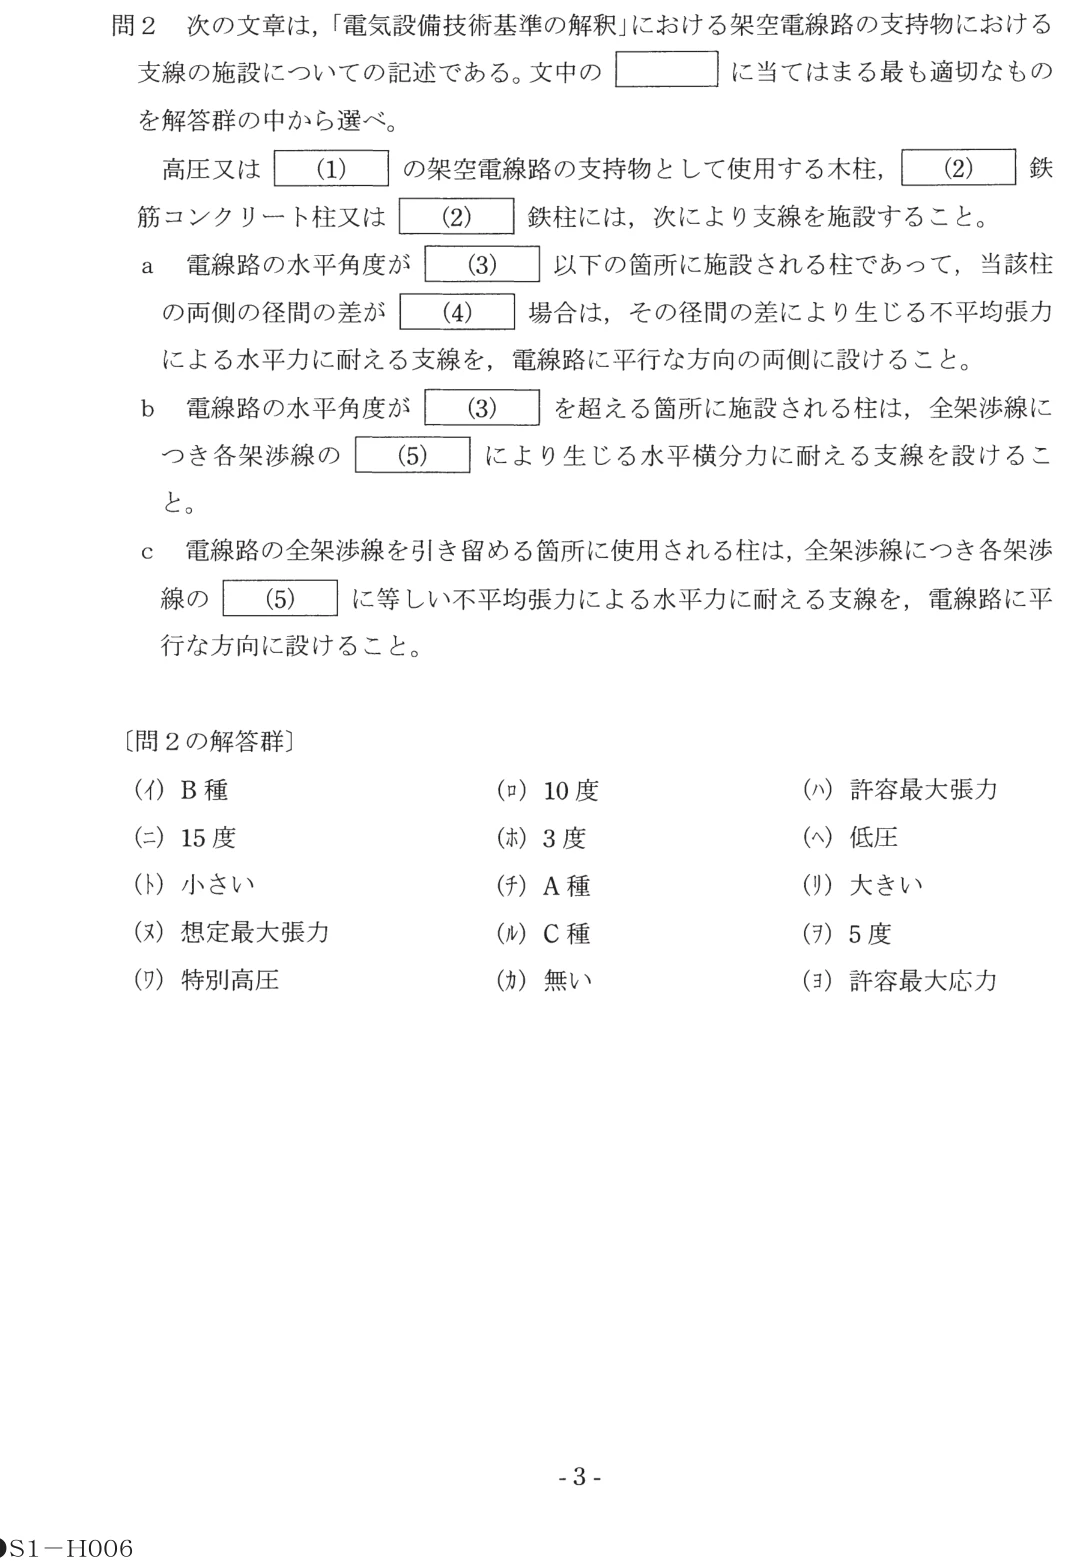 問2 次の文章は,「電気設備技術基準の解釈」における架空電線路の支持物における
支線の施設についての記述である。文中の に当てはまる最も適切なもの
を解答群の中から選べ。
高圧又は (1) の架空電線路の支持物として使用する木柱, (2) 鉄
筋コンクリート柱又は (2) 鉄柱には,次により支線を施設すること。
a 電線路の水平角度が (3) 以下の箇所に施設される柱であって,当該柱
の両側の径間の差が (4) 場合は,その径間の差により生じる不平均張力
による水平力に耐える支線を,電線路に平行な方向の両側に設けること。
b 電線路の水平角度が (3) を超える箇所に施設される柱は,全架渉線に
つき各架渉線の (5) により生じる水平横分力に耐える支線を設けるこ
と。
c 電線路の全架渉線を引き留める箇所に使用される柱は,全架渉線につき各架渉
線の (5) に等しい不平均張力による水平力に耐える支線を,電線路に平
行な方向に設けること。
〔問2の解答群〕
(イ) B種 (ロ) 10度 (ハ) 許容最大張力
(ニ) 15度 (ホ) 3度 (ヘ) 低圧
(ト) 小さい (チ) A種 (リ) 大きい
(ヌ) 想定最大張力 (ル) C種 (ヲ) 5度
(ワ) 特別高圧 (カ) 無い (ヨ) 許容最大応力
- 3 -
●S1-H006